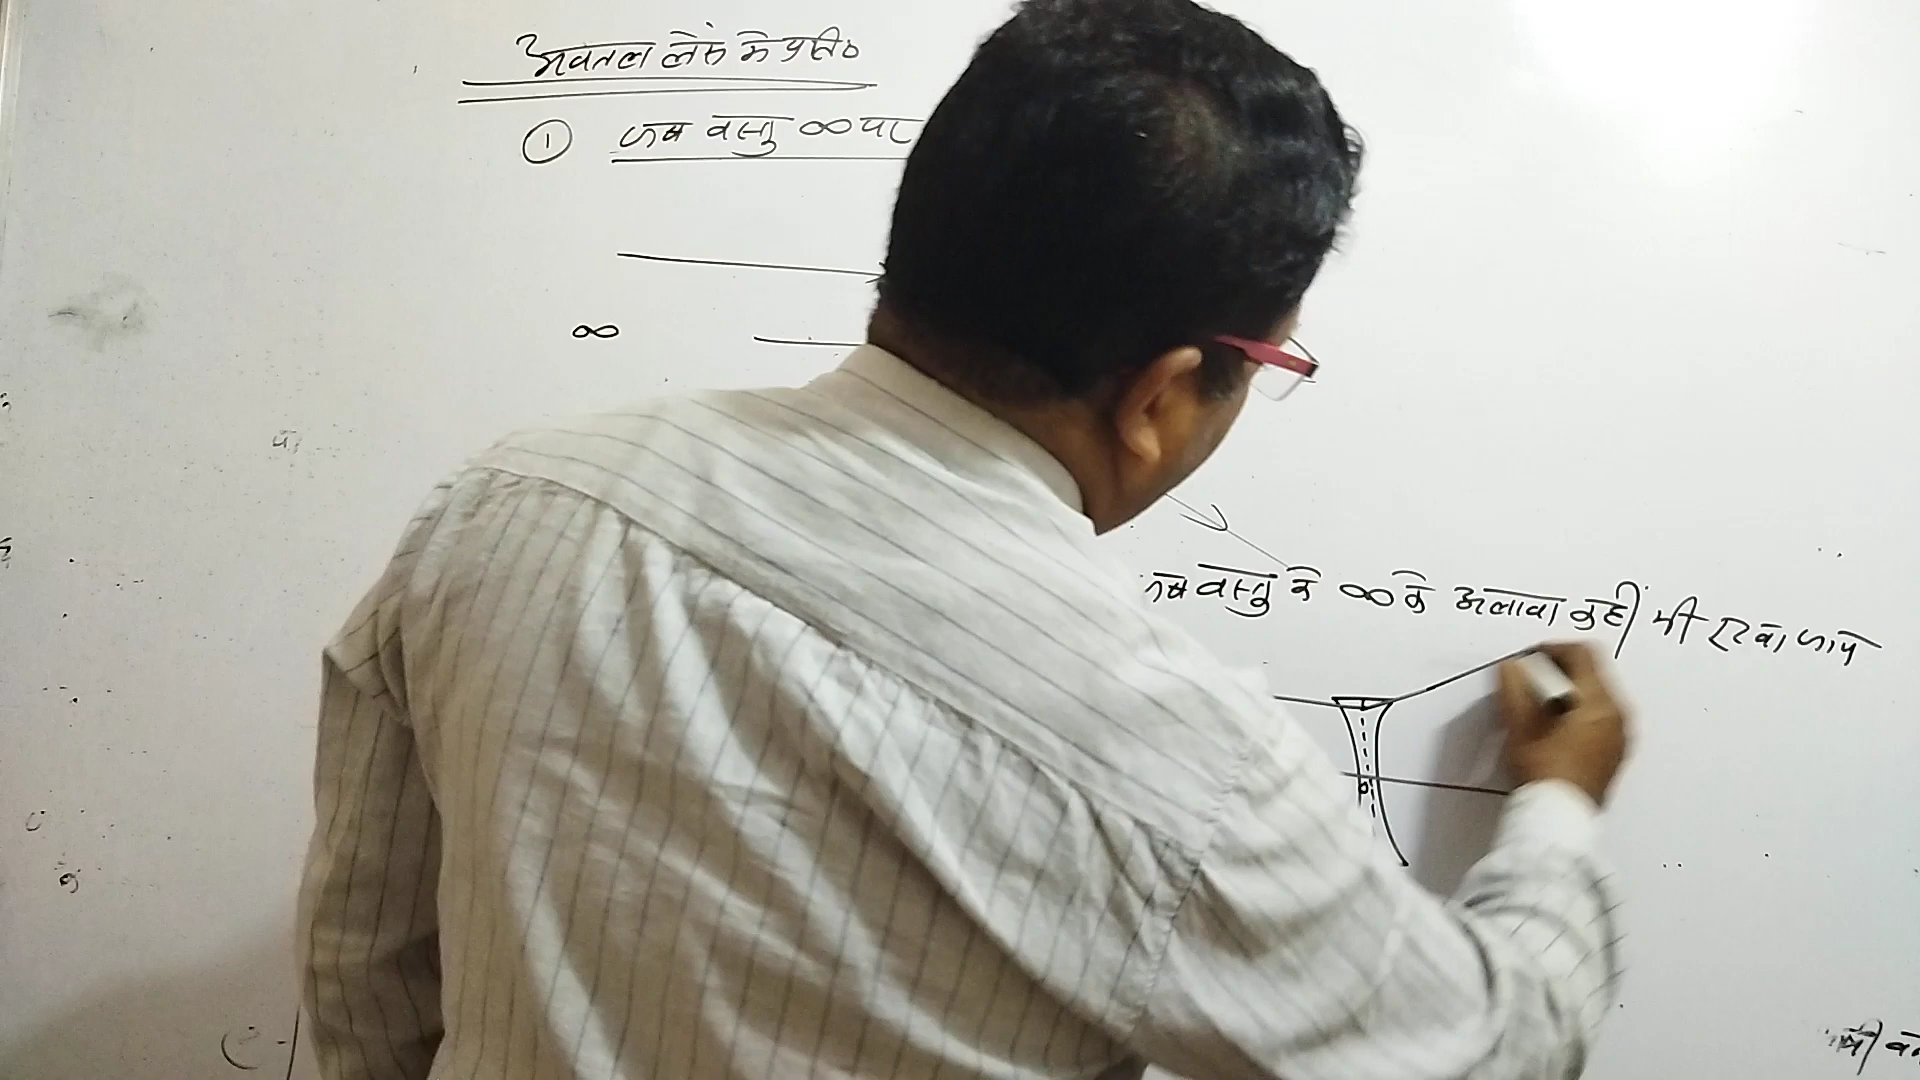 अवतल लेंस के प्रति०
① जब वस्तु ∞ पर
∞
जब वस्तु के ∞ के अलावा कहीं भी रखा जाय
O